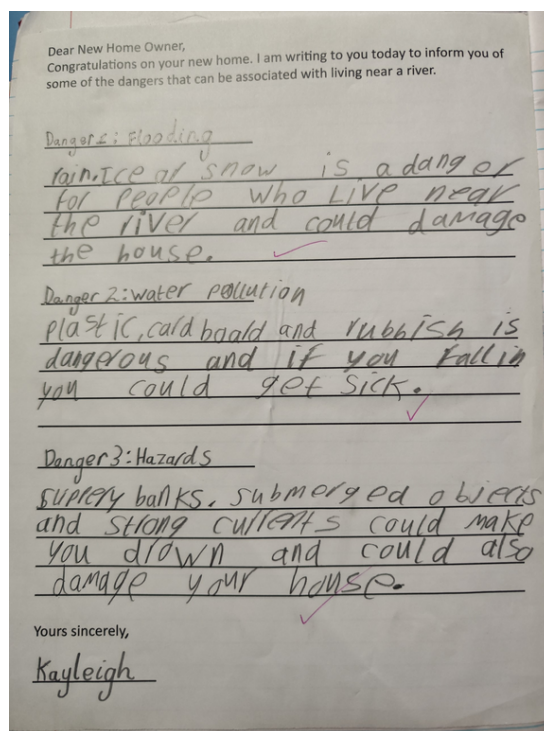 Dear New Home Owner,
Congratulations on your new home. I am writing to you today to inform you of
some of the dangers that can be associated with living near a river.
Danger 1: Flooding
rain.Ice or snow is a danger
for people who Live near
the river and could damage
the house.
Danger 2: water pollution
plastic, cardboard and rubbish is
dangerous and if you fall in
you could get sick.
Danger 3: Hazards
suplery banks. submerged objects
and strong currents could make
you drown and could also
damage your house.
Yours sincerely,
Kayleigh